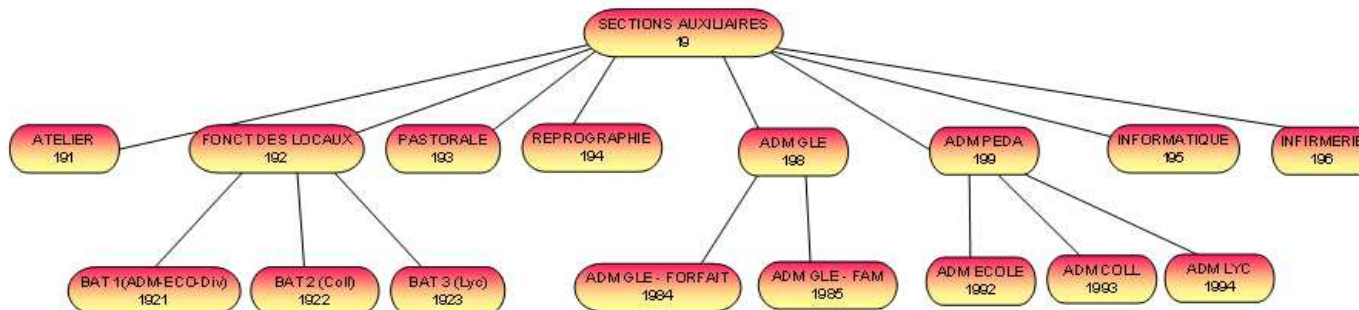 SECTIONS AUXILIAIRES
19
ATELIER
191
FONCT DES LOCAUX
192
PASTORALE
193
REPROGRAPHIE
194
ADM GLE
198
ADM PEDA
199
INFORMATIQUE
195
INFIRMERIE
196
BAT 1(ADM-ECO-Div)
1921
BAT 2 (Coll)
1922
BAT 3 (Lyc)
1923
ADM GLE - FORFAIT
1984
ADM GLE - FAM
1985
ADM ECOLE
1992
ADM COLL
1993
ADM LYC
1994